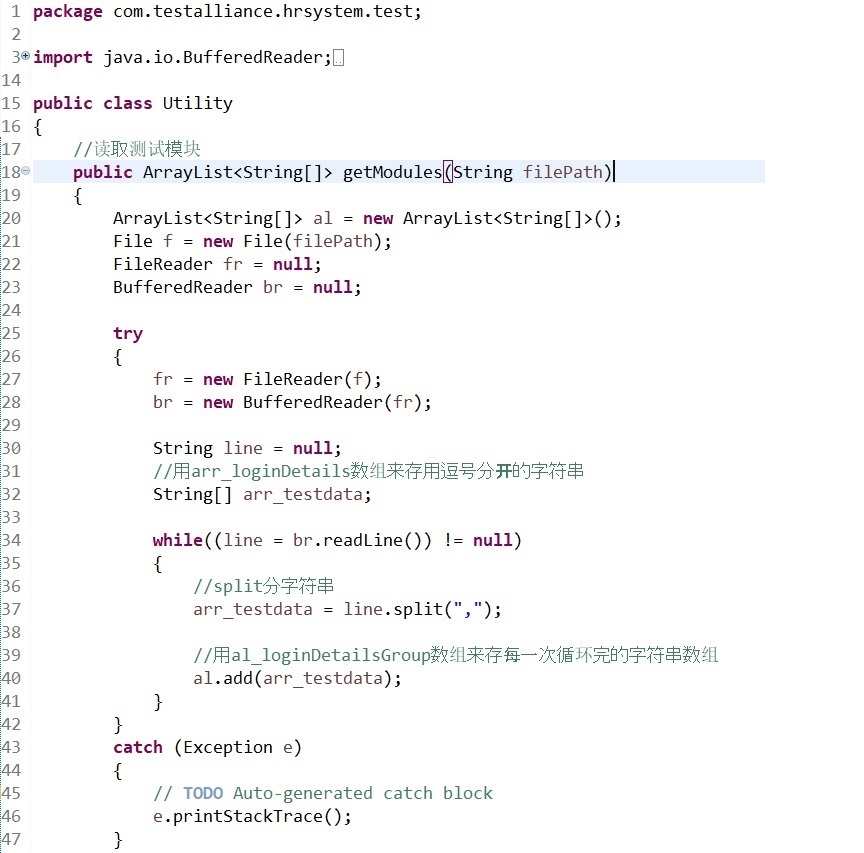 1 package com.testalliance.hrsystem.test;
2
3 import java.io.BufferedReader;
14
15 public class Utility
16 {
17     //读取测试模块
18     public ArrayList<String[]> getModules(String filePath)
19     {
20         ArrayList<String[]> al = new ArrayList<String[]>();
21         File f = new File(filePath);
22         FileReader fr = null;
23         BufferedReader br = null;
24
25         try
26         {
27             fr = new FileReader(f);
28             br = new BufferedReader(fr);
29
30             String line = null;
31             //用arr_loginDetails数组来存用逗号分开的字符串
32             String[] arr_testdata;
33
34             while((line = br.readLine()) != null)
35             {
36                 //split分字符串
37                 arr_testdata = line.split(",");
38
39                 //用al_loginDetailsGroup数组来存每一次循环完的字符串数组
40                 al.add(arr_testdata);
41             }
42         }
43         catch (Exception e)
44         {
45             // TODO Auto-generated catch block
46             e.printStackTrace();
47         }